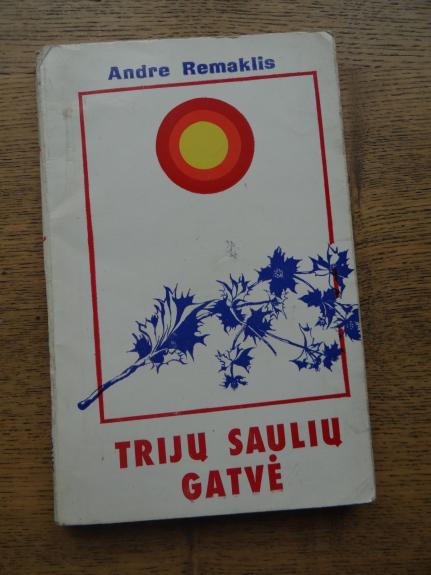 Andre Remaklis
TRIJŲ SAULIŲ
GATVĖ